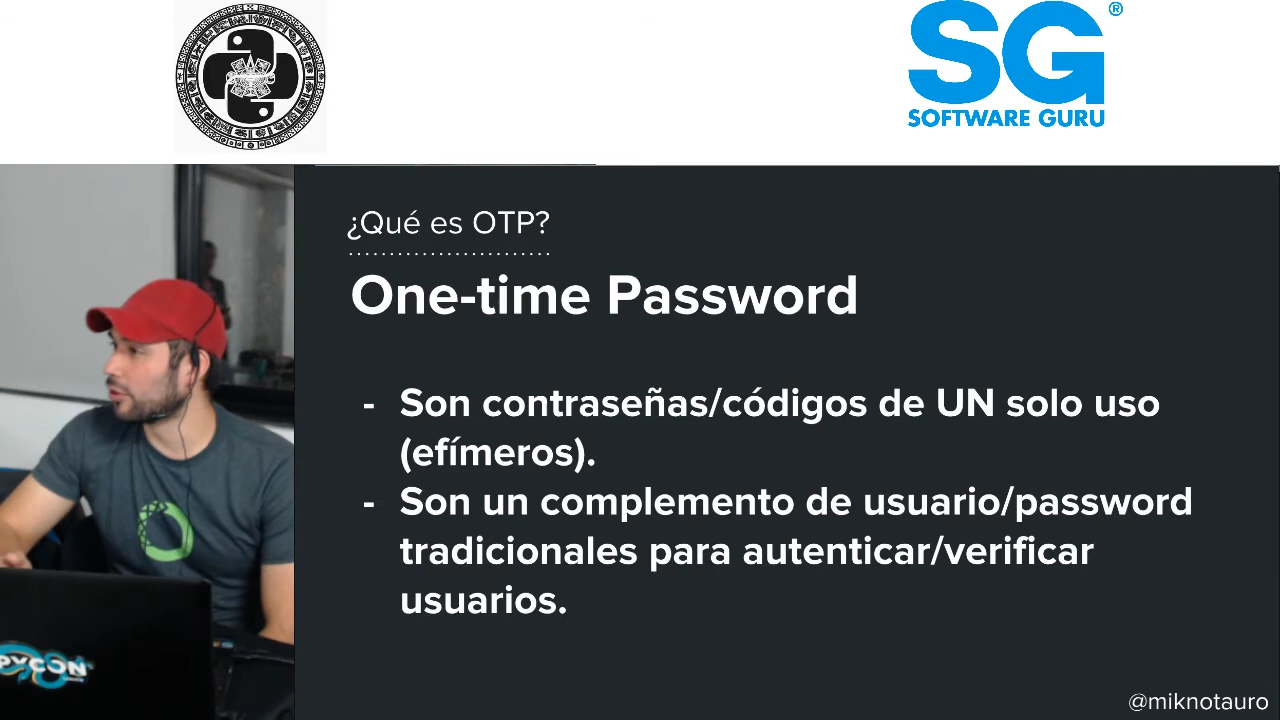 SG®
SOFTWARE GURU
¿Qué es OTP?
One-time Password
- Son contraseñas/códigos de UN solo uso
(efímeros).
- Son un complemento de usuario/password
tradicionales para autenticar/verificar
usuarios.
PYCON
@miknotauro